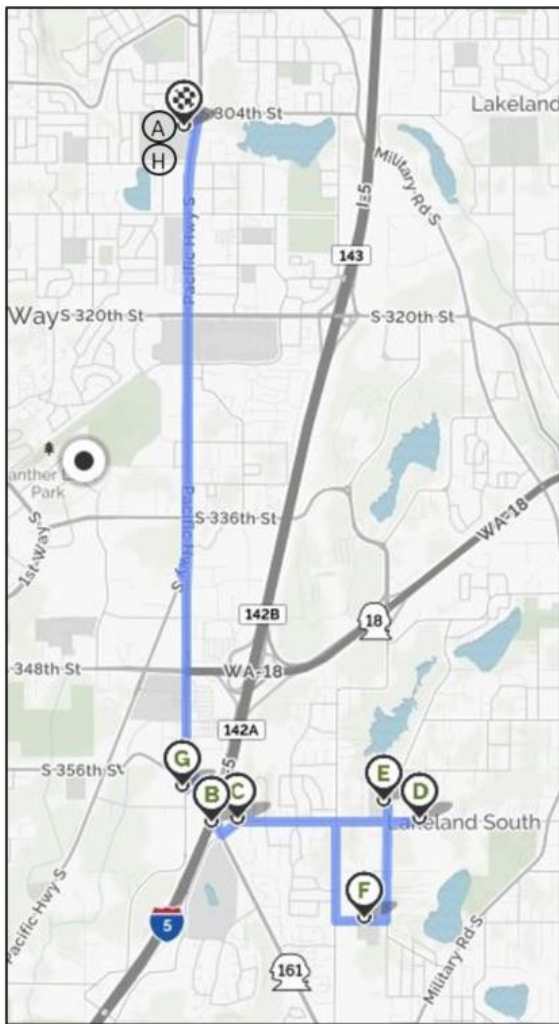 A
S 304th St
H
Lakeland
Military Rd S
I-5
Pacific Hwy S
143
Way
S 320th St
S 320th St
anther L
Park
Pacific Hwy S
S 336th St
WA-18
1st Way S
142B
18
348th St
WA-18
142A
G
I-5
S 356th St
B
C
E
D
Lakeland South
F
5
Pacific Hwy S
161
Military Rd S